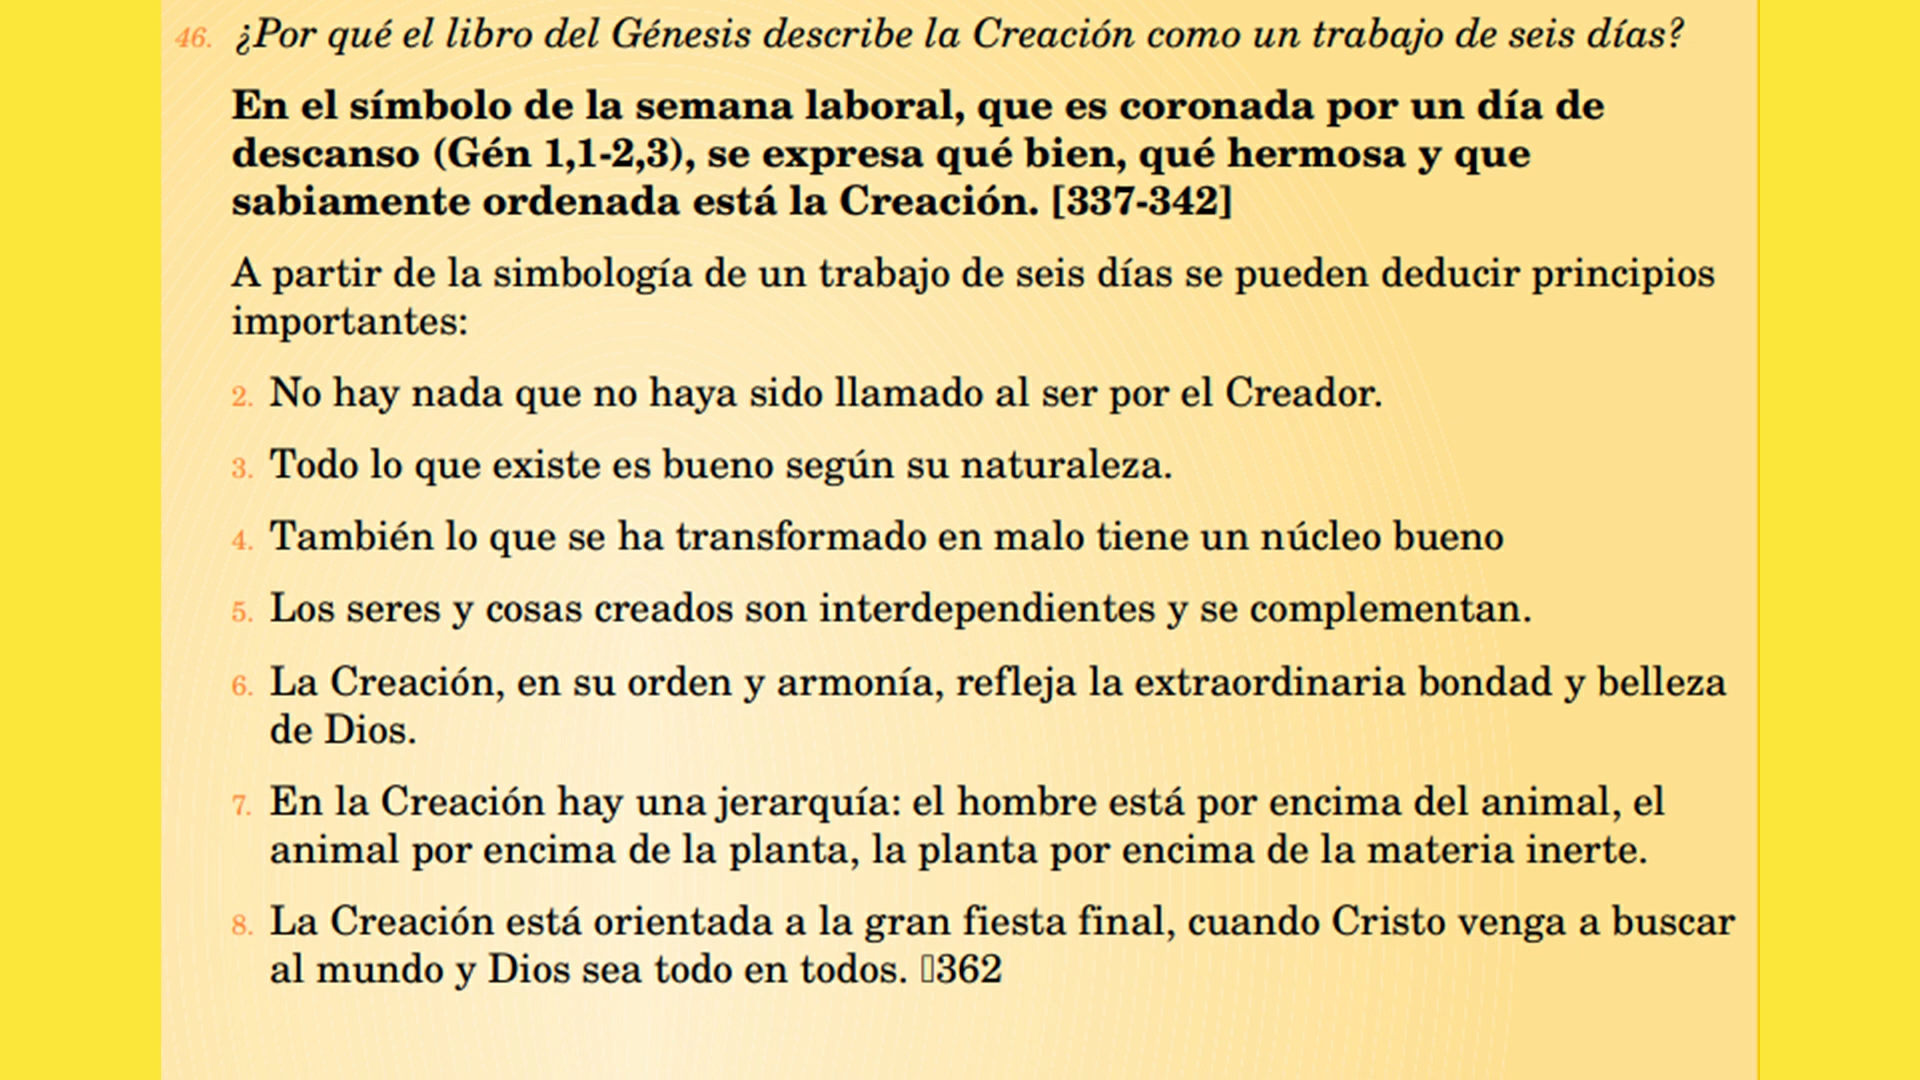 46. ¿Por qué el libro del Génesis describe la Creación como un trabajo de seis días?
En el símbolo de la semana laboral, que es coronada por un día de
descanso (Gén 1,1-2,3), se expresa qué bien, qué hermosa y que
sabiamente ordenada está la Creación. [337-342]
A partir de la simbología de un trabajo de seis días se pueden deducir principios
importantes:
2. No hay nada que no haya sido llamado al ser por el Creador.
3. Todo lo que existe es bueno según su naturaleza.
4. También lo que se ha transformado en malo tiene un núcleo bueno
5. Los seres y cosas creados son interdependientes y se complementan.
6. La Creación, en su orden y armonía, refleja la extraordinaria bondad y belleza
de Dios.
7. En la Creación hay una jerarquía: el hombre está por encima del animal, el
animal por encima de la planta, la planta por encima de la materia inerte.
8. La Creación está orientada a la gran fiesta final, cuando Cristo venga a buscar
al mundo y Dios sea todo en todos. 362